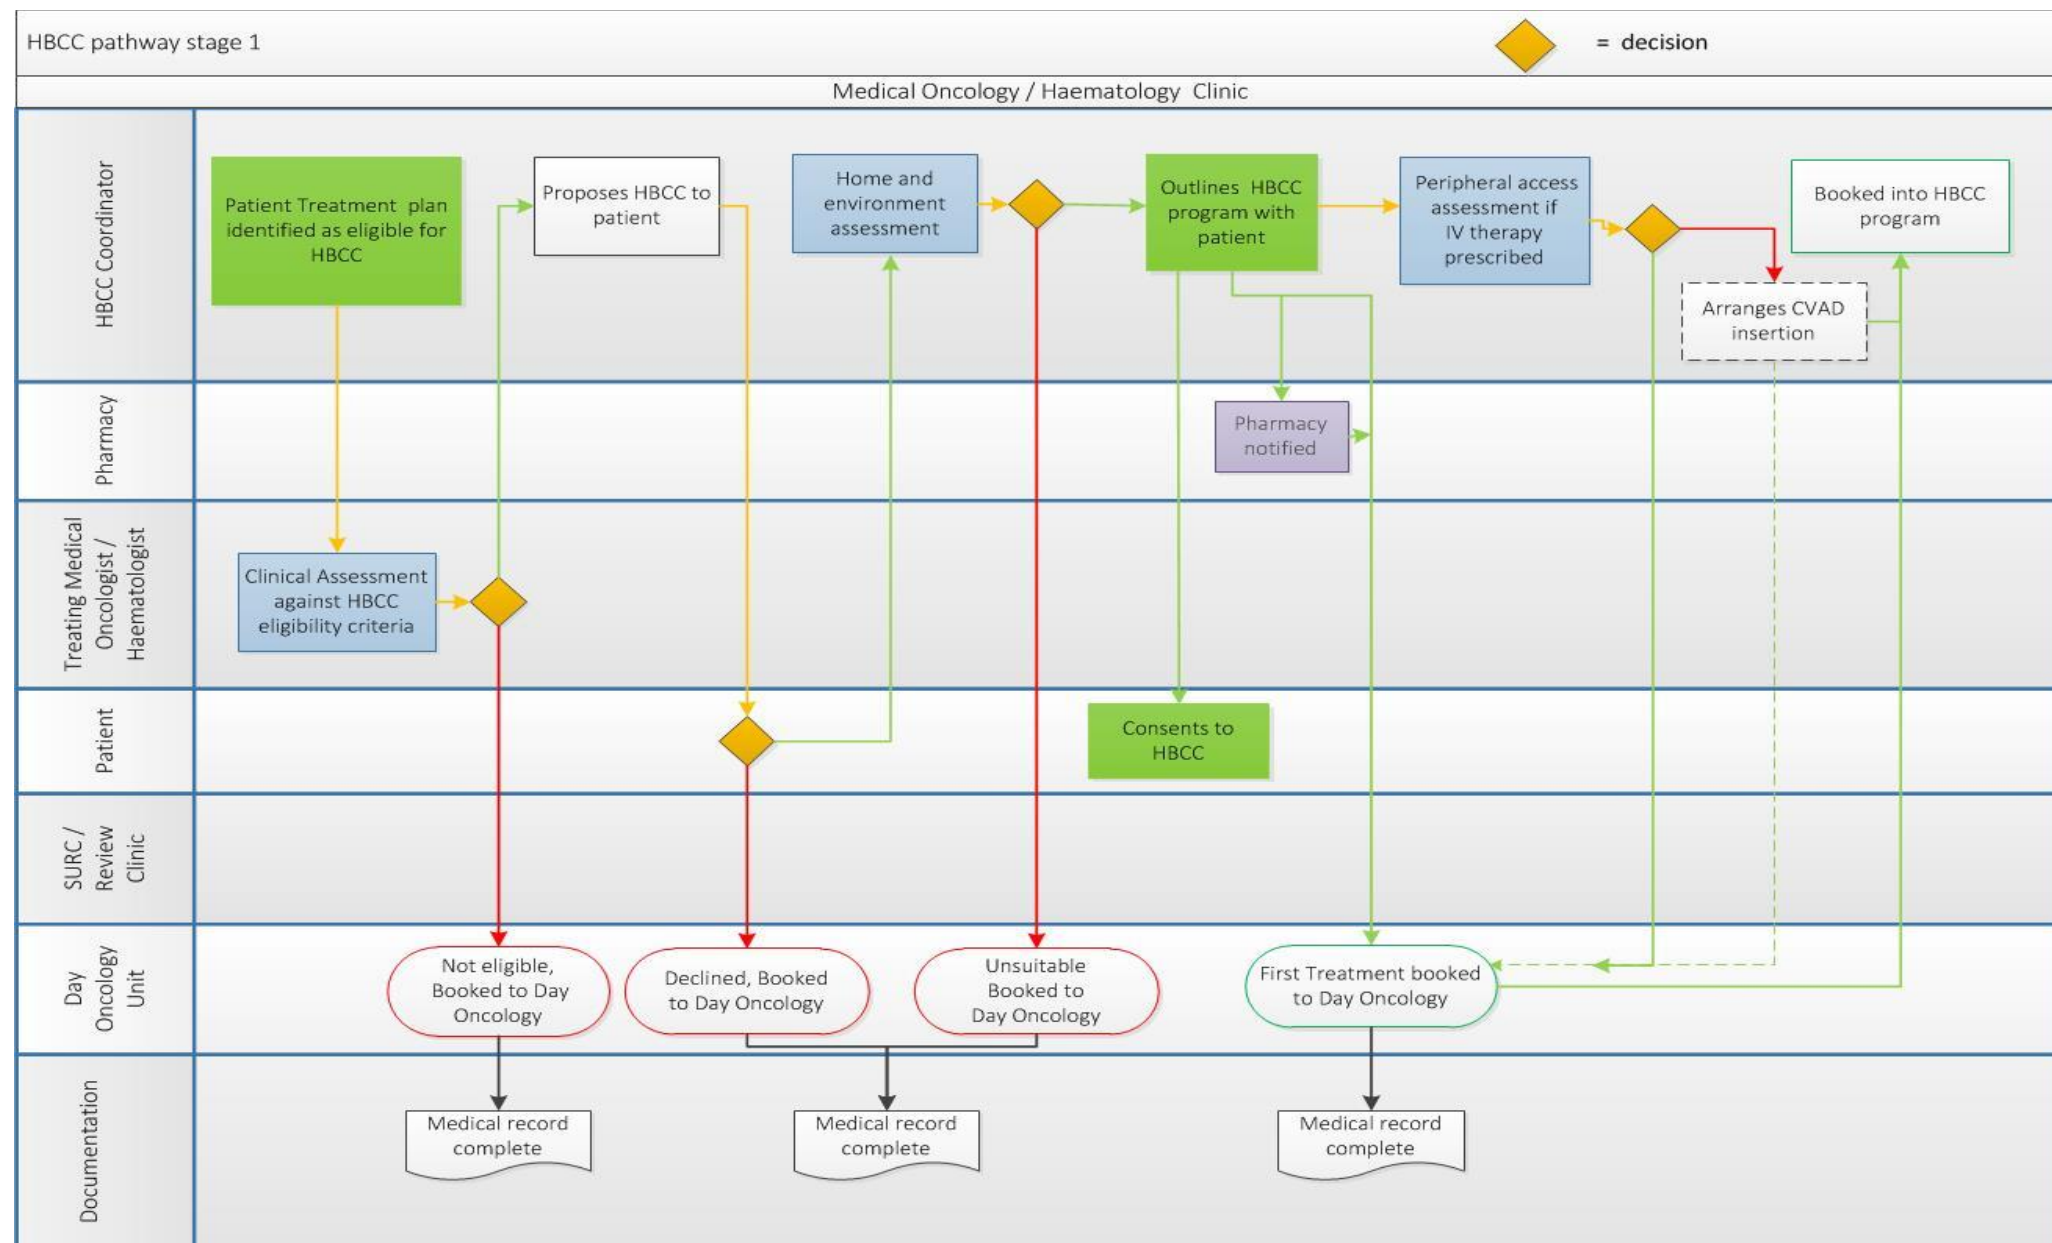 HBCC pathway stage 1
= decision
Medical Oncology / Haematology Clinic
HBCC Coordinator
Patient Treatment plan
identified as eligible for
HBCC
Proposes HBCC to
patient
Home and
environment
assessment
Outlines HBCC
program with
patient
Peripheral access
assessment if
IV therapy
prescribed
Booked into HBCC
program
Arranges CVAD
insertion
Pharmacy
Pharmacy
notified
Treating Medical
Oncologist /
Haematologist
Clinical Assessment
against HBCC
eligibility criteria
Patient
Consents to
HBCC
SURC /
Review
Clinic
Day
Oncology
Unit
Not eligible,
Booked to Day
Oncology
Declined, Booked
to Day Oncology
Unsuitable
Booked to
Day Oncology
First Treatment booked
to Day Oncology
Documentation
Medical record
complete
Medical record
complete
Medical record
complete